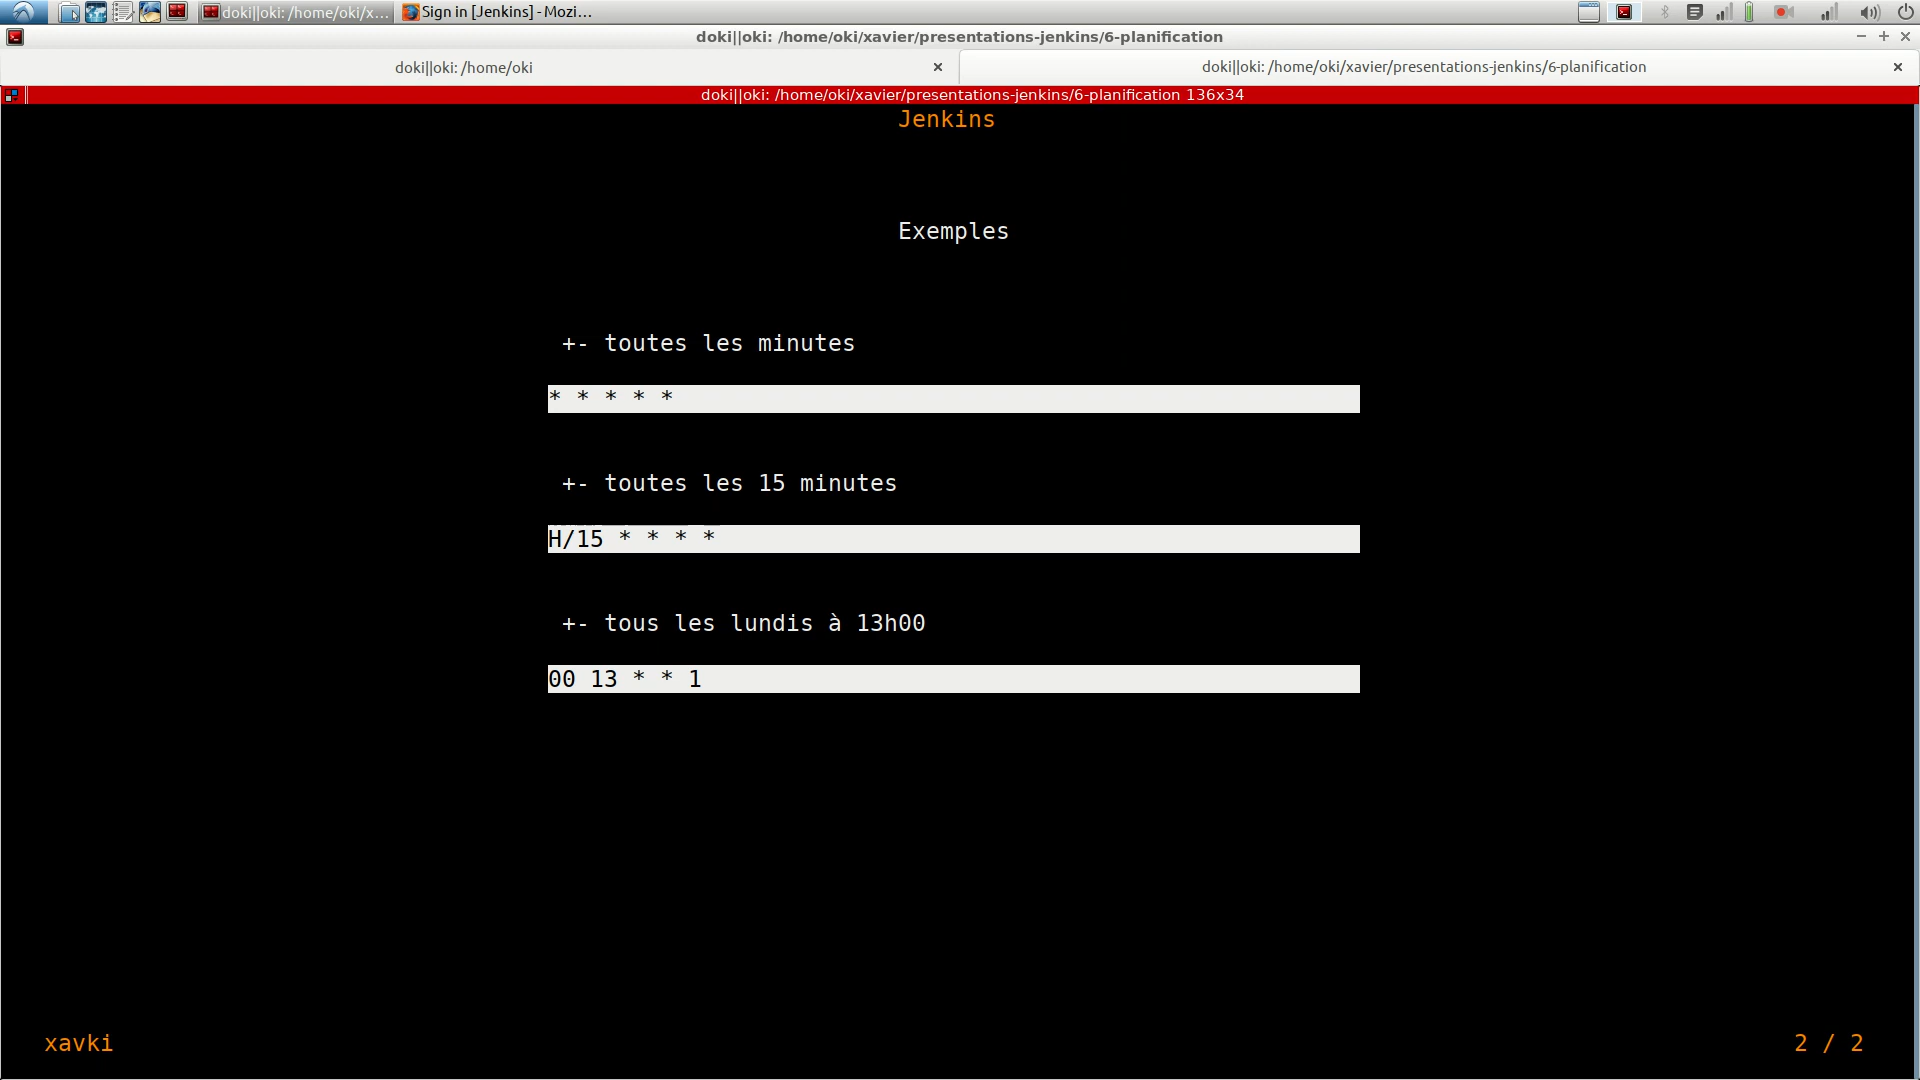 doki||oki: /home/oki/x...
Sign in [Jenkins] - Mozi...
doki||oki: /home/oki/xavier/presentations-jenkins/6-planification
doki||oki: /home/oki
doki||oki: /home/oki/xavier/presentations-jenkins/6-planification
doki||oki: /home/oki/xavier/presentations-jenkins/6-planification 136x34
Jenkins
Exemples
+- toutes les minutes
* * * * *
+- toutes les 15 minutes
H/15 * * * *
+- tous les lundis à 13h00
00 13 * * 1
xavki
2 / 2